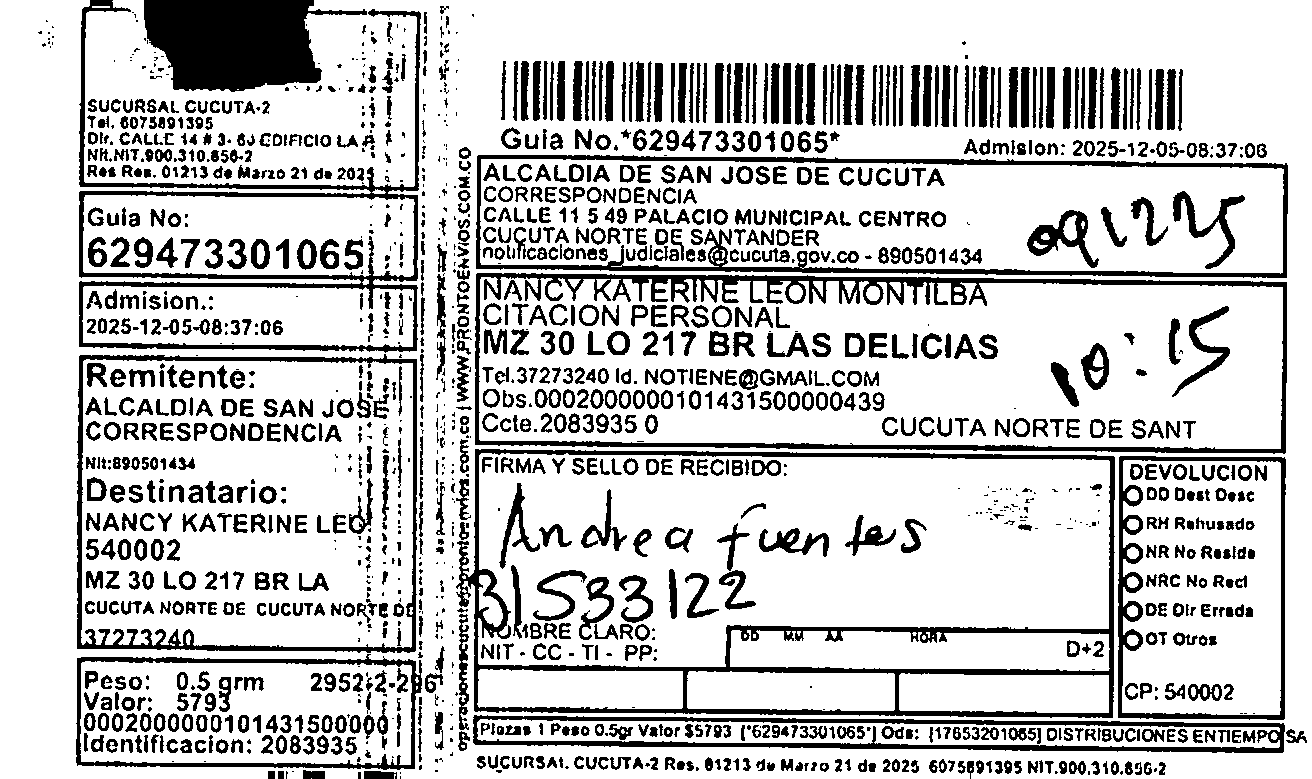 SUCURSAL CUCUTA-2
Tel. 6075891395
Dir. CALLE 14 # 3- 60 EDIFICIO LA
Nit.NIT.900.310.856-2
Res Res. 01213 de Marzo 21 de 2025
Guia No:
629473301065
Admision.:
2025-12-05-08:37:06
Remitente:
ALCALDIA DE SAN JOSE
CORRESPONDENCIA
Nit:890501434
Destinatario:
NANCY KATERINE LEO
540002
MZ 30 LO 217 BR LA
CUCUTA NORTE DE CUCUTA NORTE DE
37273240
Peso: 0.5 grm 2952-2-296
Valor: 5793
00020000000101431500000
Identificacion: 2083935
WWW.PRONTOENVIOS.COM.CO
Guia No.*629473301065*
Admision: 2025-12-05-08:37:06
ALCALDIA DE SAN JOSE DE CUCUTA
CORRESPONDENCIA
CALLE 11 5 49 PALACIO MUNICIPAL CENTRO
CUCUTA NORTE DE SANTANDER
notificaciones_judiciales@cucuta.gov.co - 890501434
091225
NANCY KATERINE LEON MONTILBA
CITACION PERSONAL
MZ 30 LO 217 BR LAS DELICIAS
10:15
Tel.37273240 Id. NOTIENE@GMAIL.COM
Obs.00020000000101431500000439
Ccte.2083935 0
CUCUTA NORTE DE SANT
FIRMA Y SELLO DE RECIBIDO:
Andrea fuentes
31533122
NOMBRE CLARO:
NIT - CC - TI - PP:
DD MM AA HORA
D+2
DEVOLUCION
DD Dest Desc
RH Rehusado
NR No Reside
NRC No Recl
DE Dir Errada
OT Otros
CP: 540002
Piezas 1 Peso 0.5gr Valor $5793 [*629473301065*] Ods: [17653201065] DISTRIBUCIONES ENTIEMPO SA
SUCURSAL CUCUTA-2 Res. 01213 de Marzo 21 de 2025 6075891395 NIT.900.310.856-2